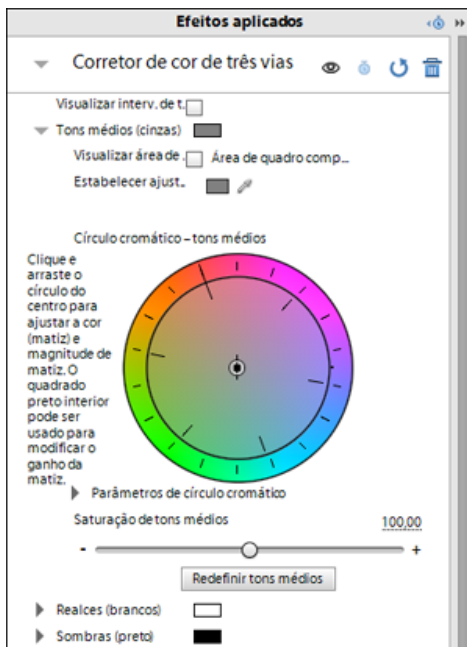 Efeitos aplicados
Corretor de cor de três vias
Visualizar interv. de t.
Tons médios (cinzas)
Visualizar área de . Área de quadro comp...
Estabelecer ajust..
Círculo cromático – tons médios
Clique e
arraste o
círculo do
centro para
ajustar a cor
(matiz) e
magnitude de
matiz. O
quadrado
preto interior
pode ser
usado para
modificar o
ganho da
matiz.
Parâmetros de círculo cromático
Saturação de tons médios 100,00
- +
Redefinir tons médios
Realces (brancos)
Sombras (preto)